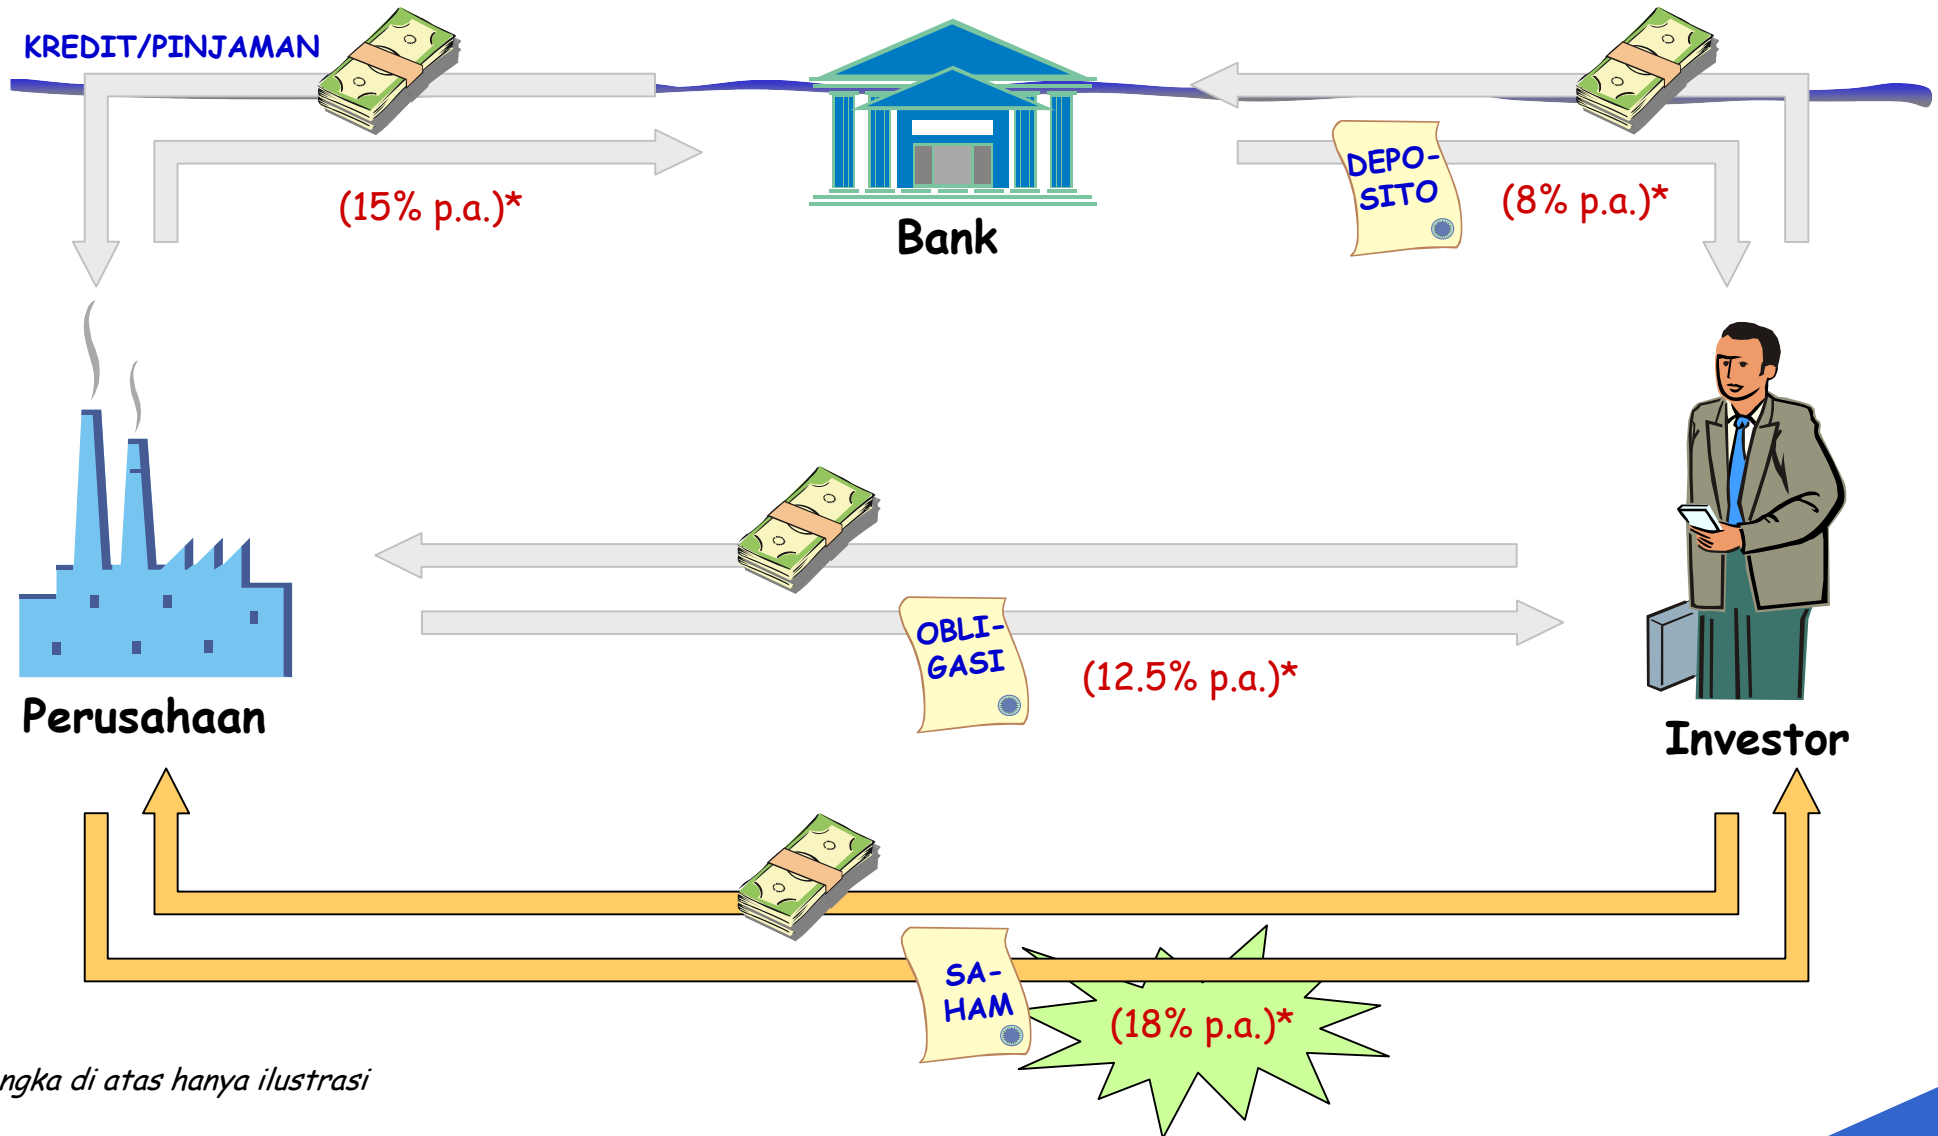 KREDIT/PINJAMAN
(15% p.a.)*
Bank
DEPO-
SITO
(8% p.a.)*
OBLI-
GASI
(12.5% p.a.)*
Perusahaan
Investor
SA-
HAM
(18% p.a.)*
ngka di atas hanya ilustrasi